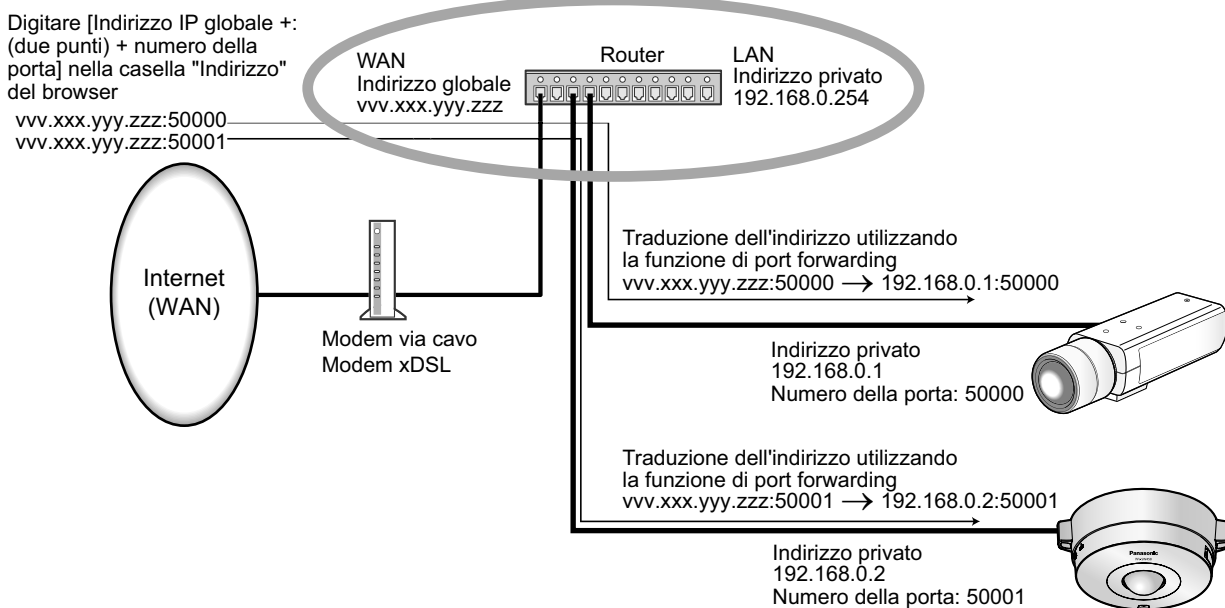 Digitare [Indirizzo IP globale +:
(due punti) + numero della
porta] nella casella "Indirizzo"
del browser
vvv.xxx.yyy.zzz:50000
vvv.xxx.yyy.zzz:50001
WAN
Indirizzo globale
vvv.xxx.yyy.zzz
Router
LAN
Indirizzo privato
192.168.0.254
Internet
(WAN)
Modem via cavo
Modem xDSL
Traduzione dell'indirizzo utilizzando
la funzione di port forwarding
vvv.xxx.yyy.zzz:50000 → 192.168.0.1:50000
Indirizzo privato
192.168.0.1
Numero della porta: 50000
Traduzione dell'indirizzo utilizzando
la funzione di port forwarding
vvv.xxx.yyy.zzz:50001 → 192.168.0.2:50001
Panasonic
Indirizzo privato
192.168.0.2
Numero della porta: 50001